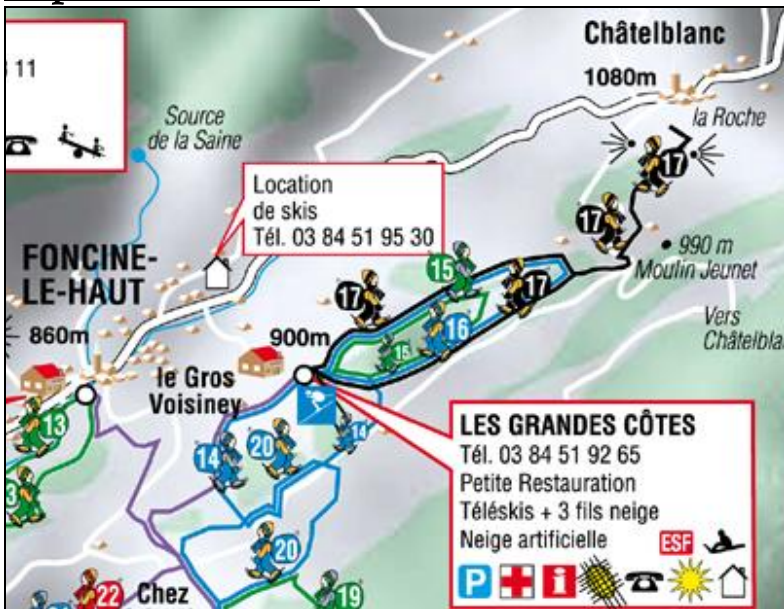 Châtelblanc
1080m
la Roche
11
Source
de la Saine
Location
de skis
Tél. 03 84 51 95 30
17
17
990 m
Moulin Jeunet
FONCINE-
LE-HAUT
860m
15
17
17
16
15
900m
Vers
le Gros
Voisiney
13
14
20
14
LES GRANDES CÔTES
Tél. 03 84 51 92 65
Petite Restauration
Téléskis + 3 fils neige
Neige artificielle
ESF
P
i
20
22
Chez
19